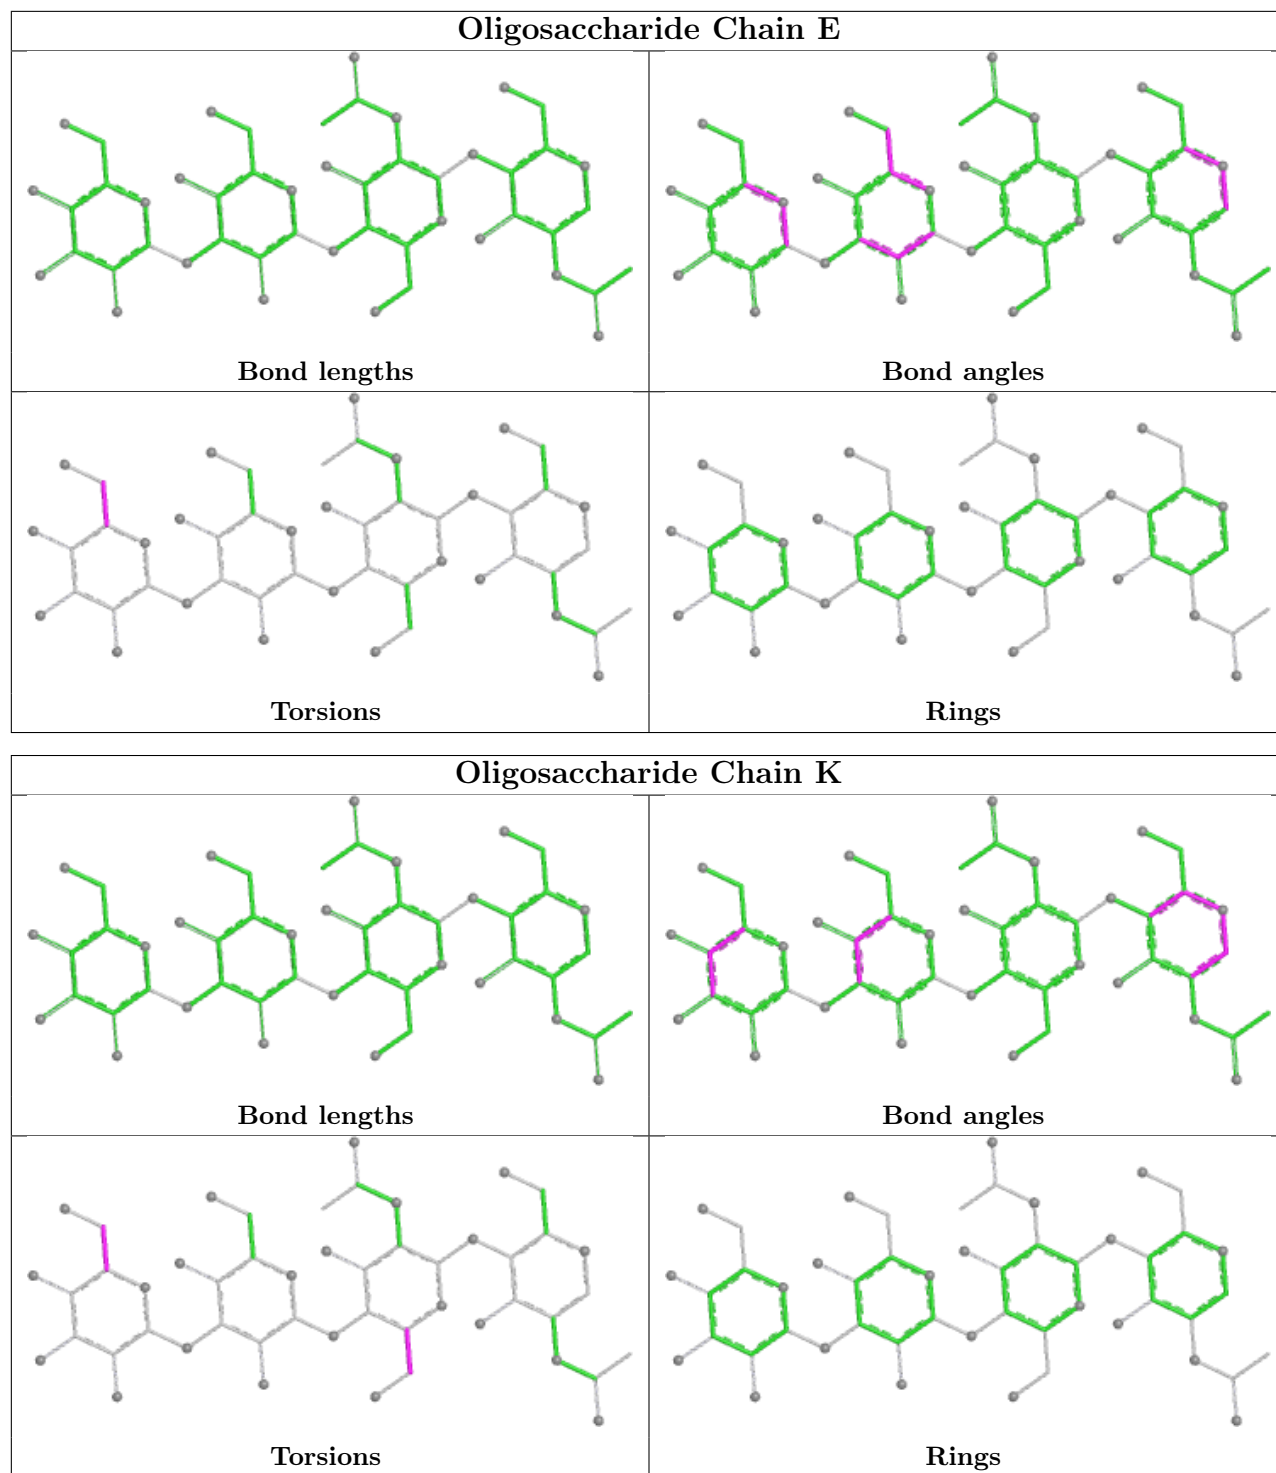 Oligosaccharide Chain E
Bond lengths
Bond angles
Torsions
Rings
Oligosaccharide Chain K
Bond lengths
Bond angles
Torsions
Rings